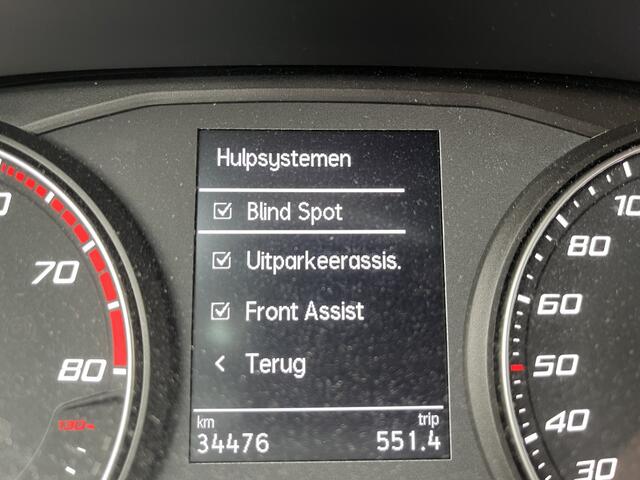 Hulpsystemen
Blind Spot
Uitparkeerassis.
Front Assist
< Terug
km trip
34476 551.4
70
80
100
80
60
50
40
30